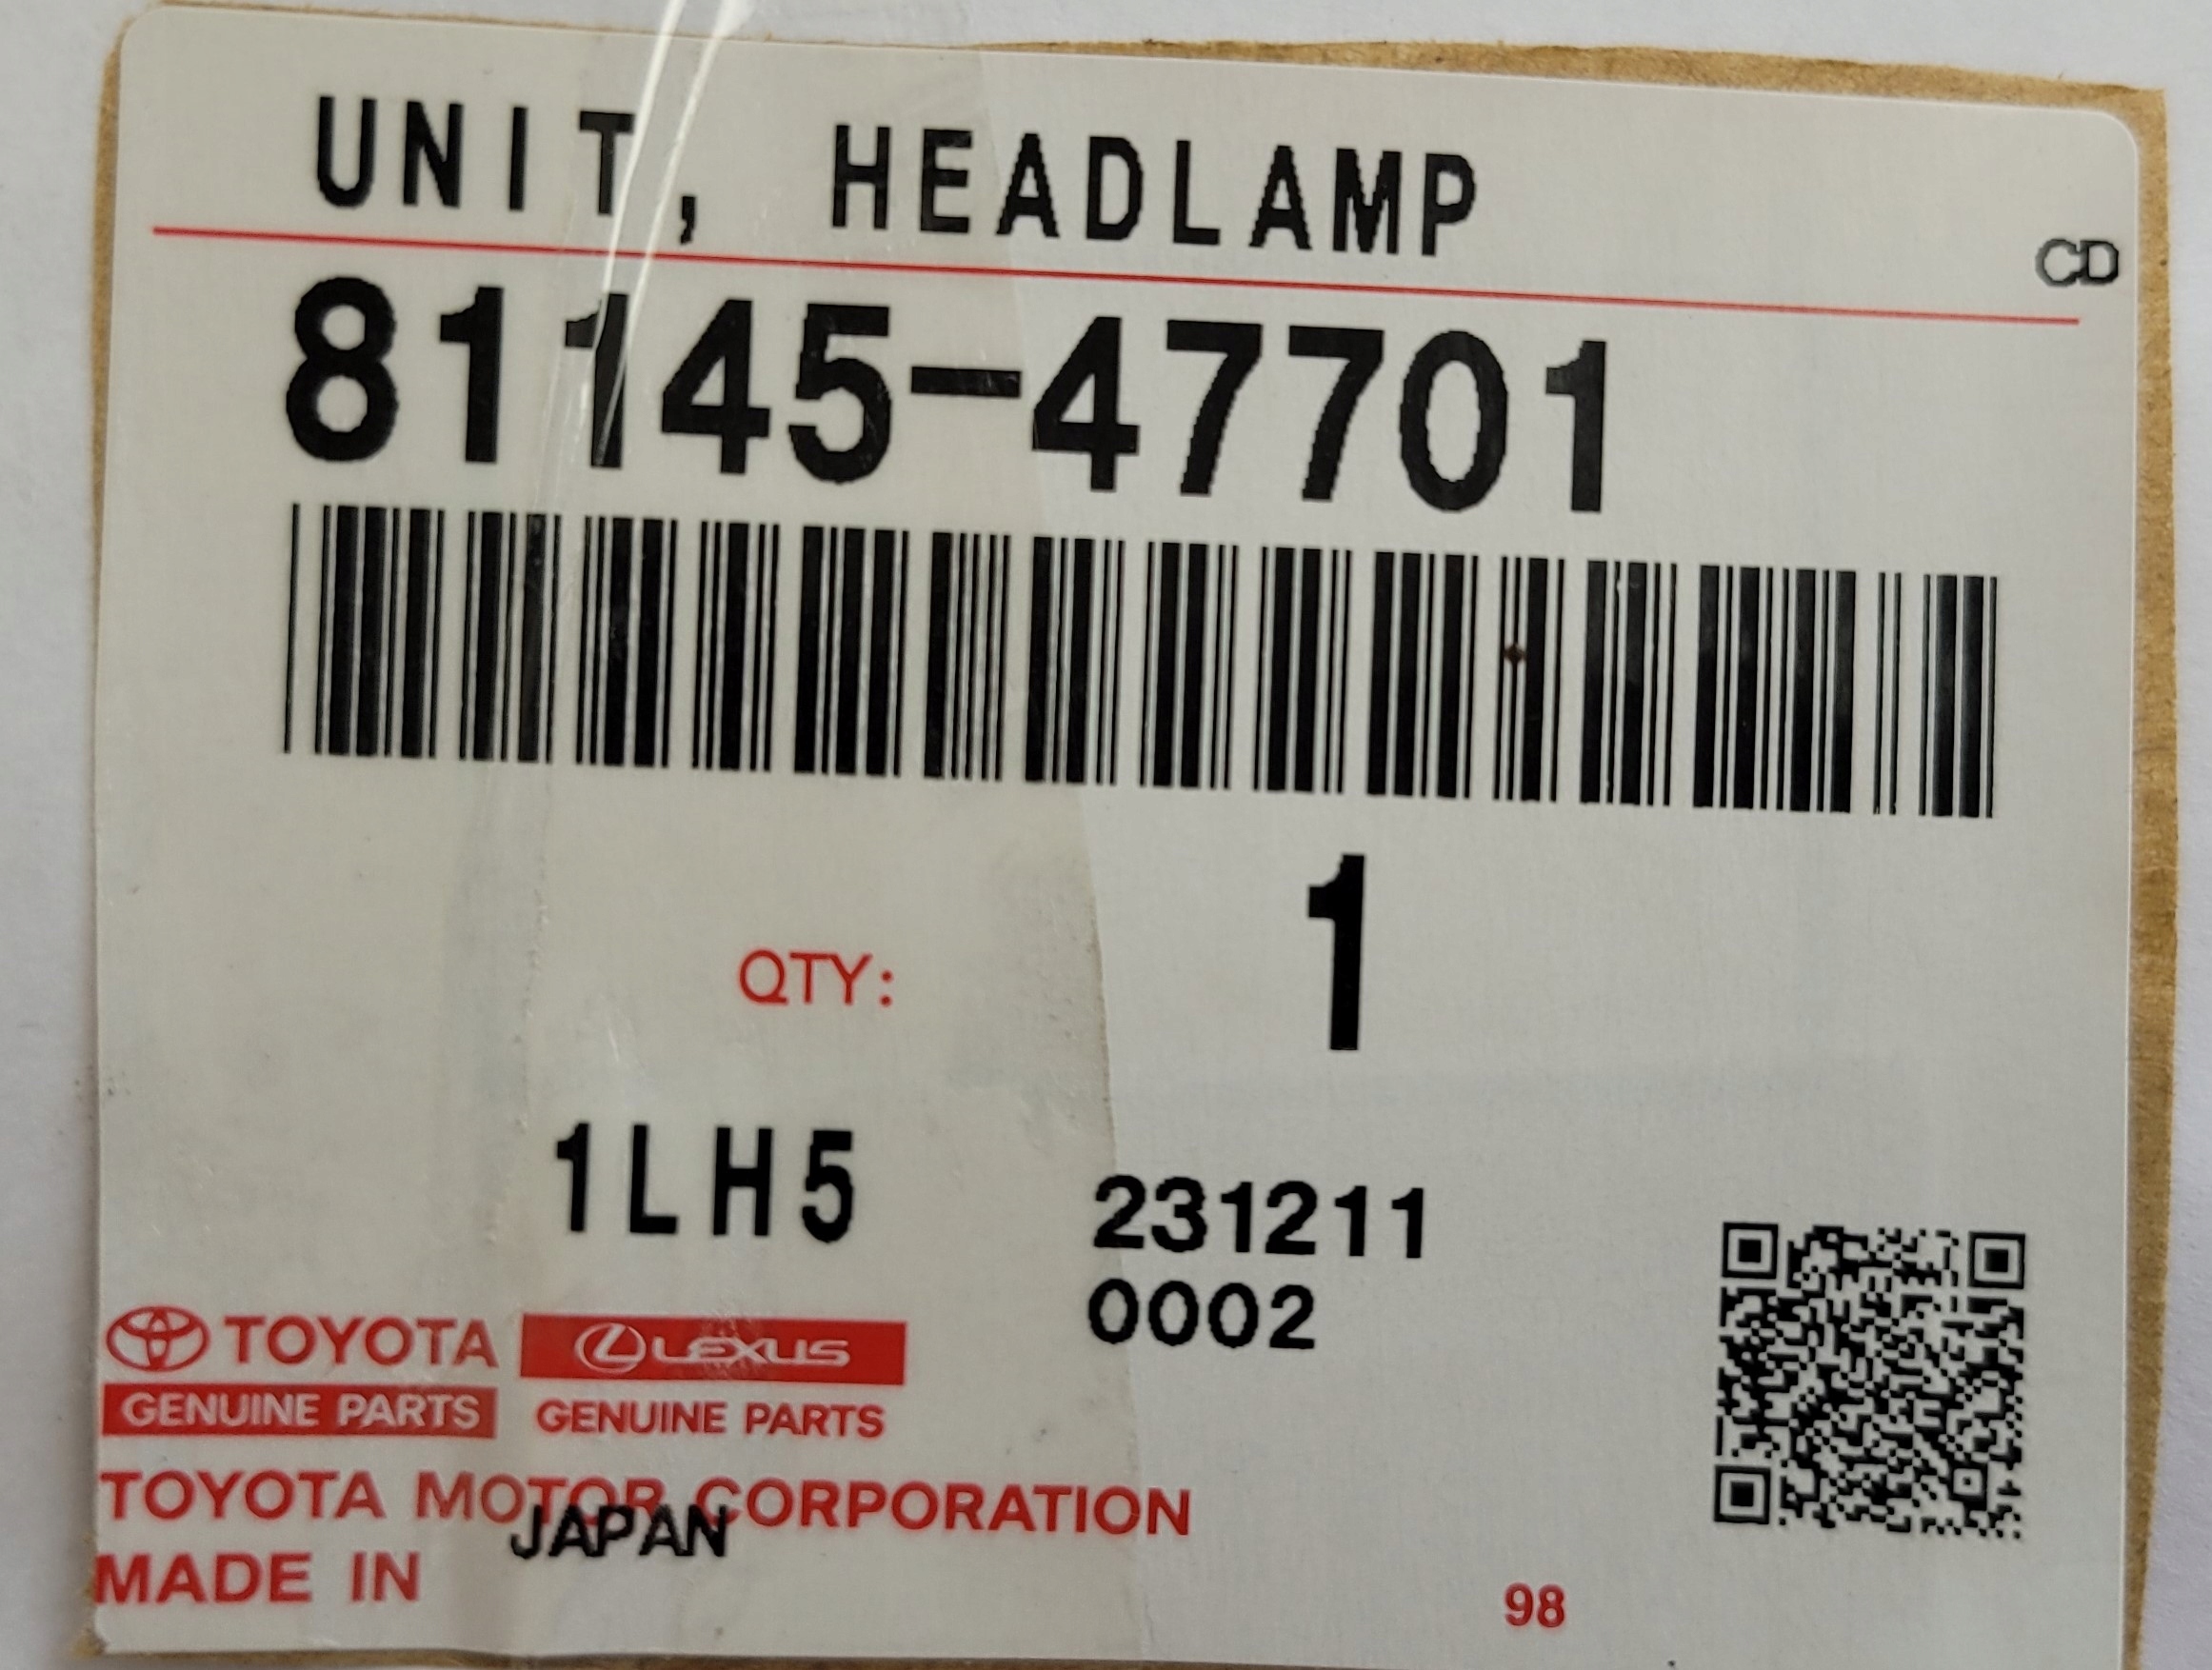 UNIT, HEADLAMP
CD
81145-47701
QTY: 1
1LH5
231211
0002
TOYOTA
GENUINE PARTS
LEXUS
GENUINE PARTS
TOYOTA MOTOR CORPORATION
MADE IN JAPAN
98